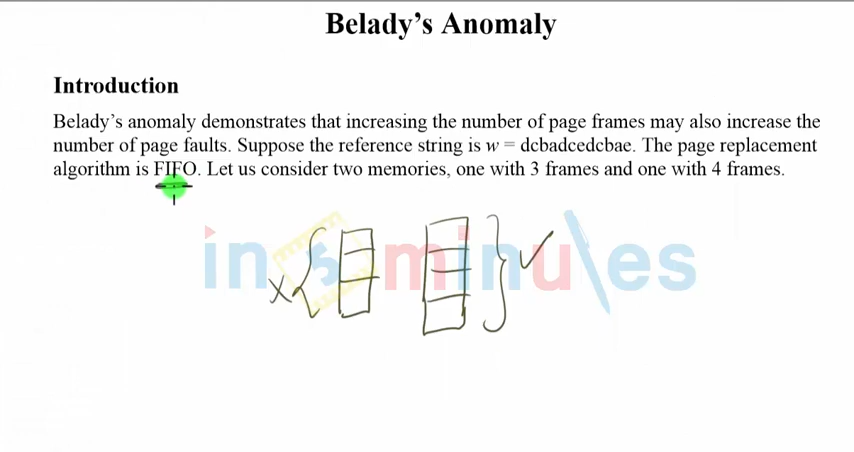 Belady’s Anomaly
Introduction
Belady’s anomaly demonstrates that increasing the number of page frames may also increase the
number of page faults. Suppose the reference string is w = dcbadcedcbae. The page replacement
algorithm is FIFO. Let us consider two memories, one with 3 frames and one with 4 frames.
in 5 minutes